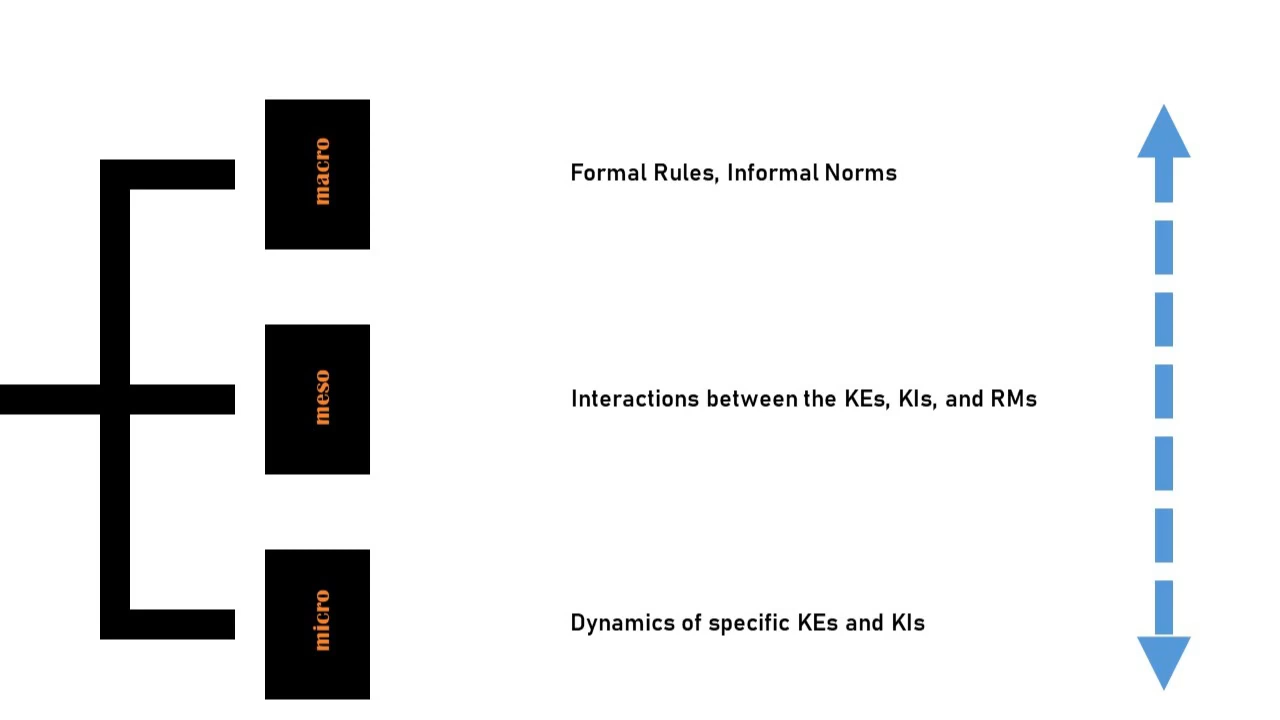 macro
Formal Rules, Informal Norms
meso
Interactions between the KEs, KIs, and RMs
micro
Dynamics of specific KEs and KIs